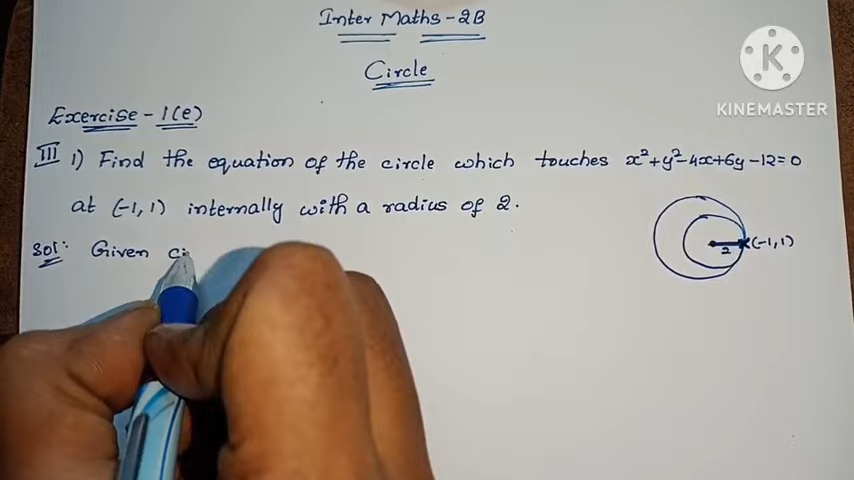 Inter Maths - 2B
Circle
KINEMASTER
Exercise - 1(e)
III 1) Find the equation of the circle which touches x²+y²-4x+6y-12=0
at (-1,1) internally with a radius of 2.
Sol: Given ci
2 (-1,1)